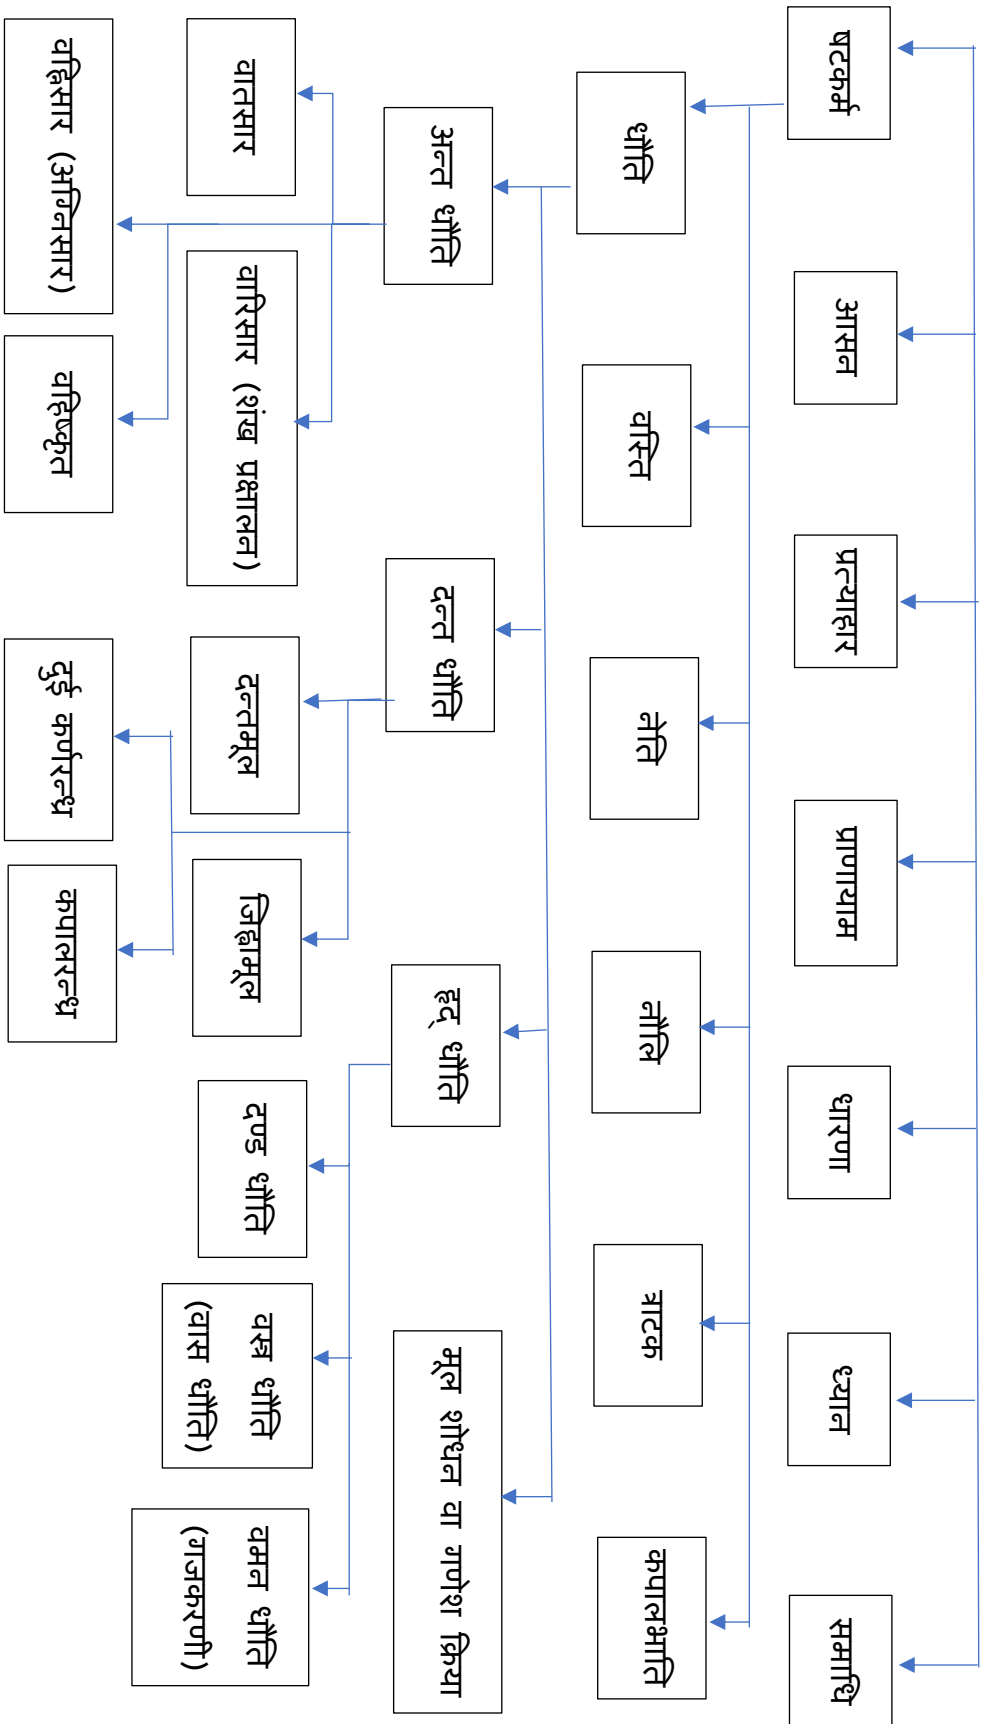 षटकर्म
आसन
प्रत्याहार
प्राणायाम
धारणा
ध्यान
समाधि
धौति
वस्ति
नेति
नौलि
त्राटक
कपालभाति
अन्त धौति
दन्त धौति
हृद् धौति
मूल शोधन वा गणेश क्रिया
वातसार
वारिसार (शंख प्रक्षालन)
दन्तमूल
जिह्वामूल
दण्ड धौति
वस्त्र धौति
(वास धौति)
वमन धौति
(गजकरणी)
वह्निसार (अग्निसार)
वहिष्कृत
दुई कर्णरन्ध्र
कपालरन्ध्र